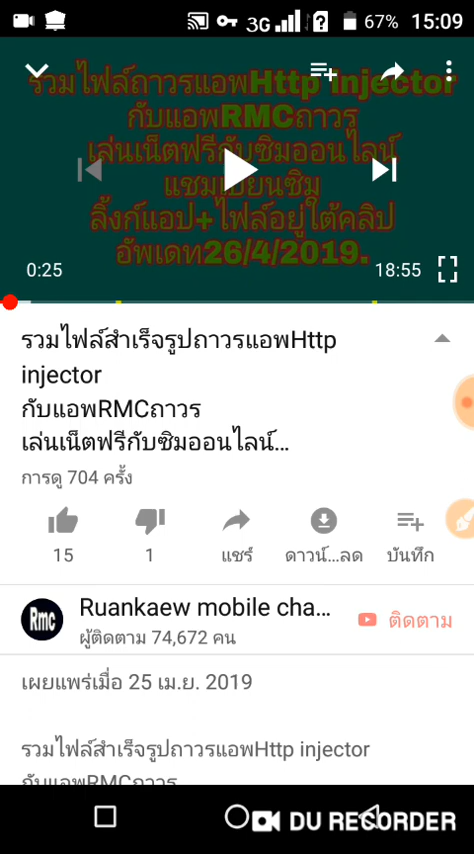 3G 67% 15:09
รวมไฟล์ถาวรแอพHttp injector
กับแอพRMCถาวร
เล่นเน็ตฟรีกับซิมออนไลน์
แชมเปี้ยนซิม
ลิ้งก์แอป+ไฟล์อยู่ใต้คลิป
อัพเดท26/4/2019.
0:25 18:55
รวมไฟล์สำเร็จรูปถาวรแอพHttp
injector
กับแอพRMCถาวร
เล่นเน็ตฟรีกับซิมออนไลน์...
การดู 704 ครั้ง
15 1 แชร์ ดาวน์...ลด บันทึก
Rmc Ruankaew mobile cha... ติดตาม
ผู้ติดตาม 74,672 คน
เผยแพร่เมื่อ 25 เม.ย. 2019
รวมไฟล์สำเร็จรูปถาวรแอพHttp injector
กับแอพRMCถาวร
DU RECORDER